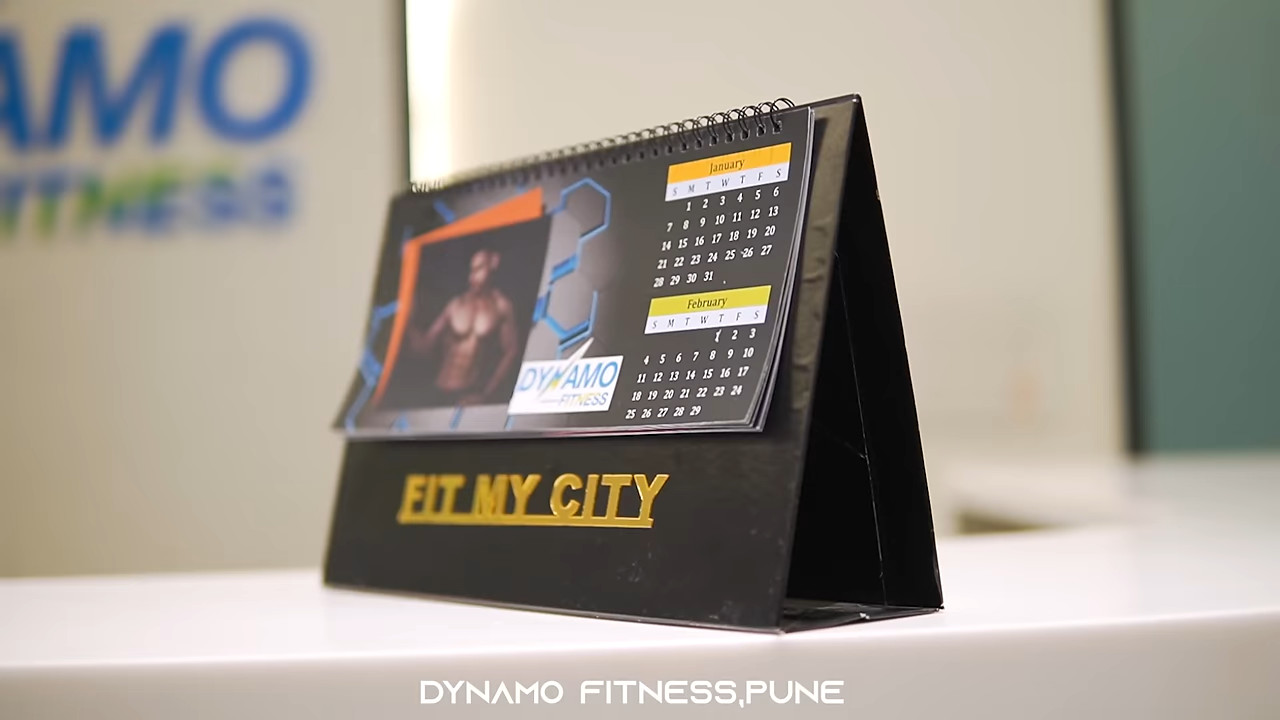 AMO
FITNESS
January
S M T W T F S
1 2 3 4 5 6
7 8 9 10 11 12 13
14 15 16 17 18 19 20
21 22 23 24 25 26 27
28 29 30 31
February
S M T W T F S
1 2 3
4 5 6 7 8 9 10
11 12 13 14 15 16 17
18 19 20 21 22 23 24
25 26 27 28 29
DYNAMO
FITNESS
FIT MY CITY
DYNAMO FITNESS,PUNE